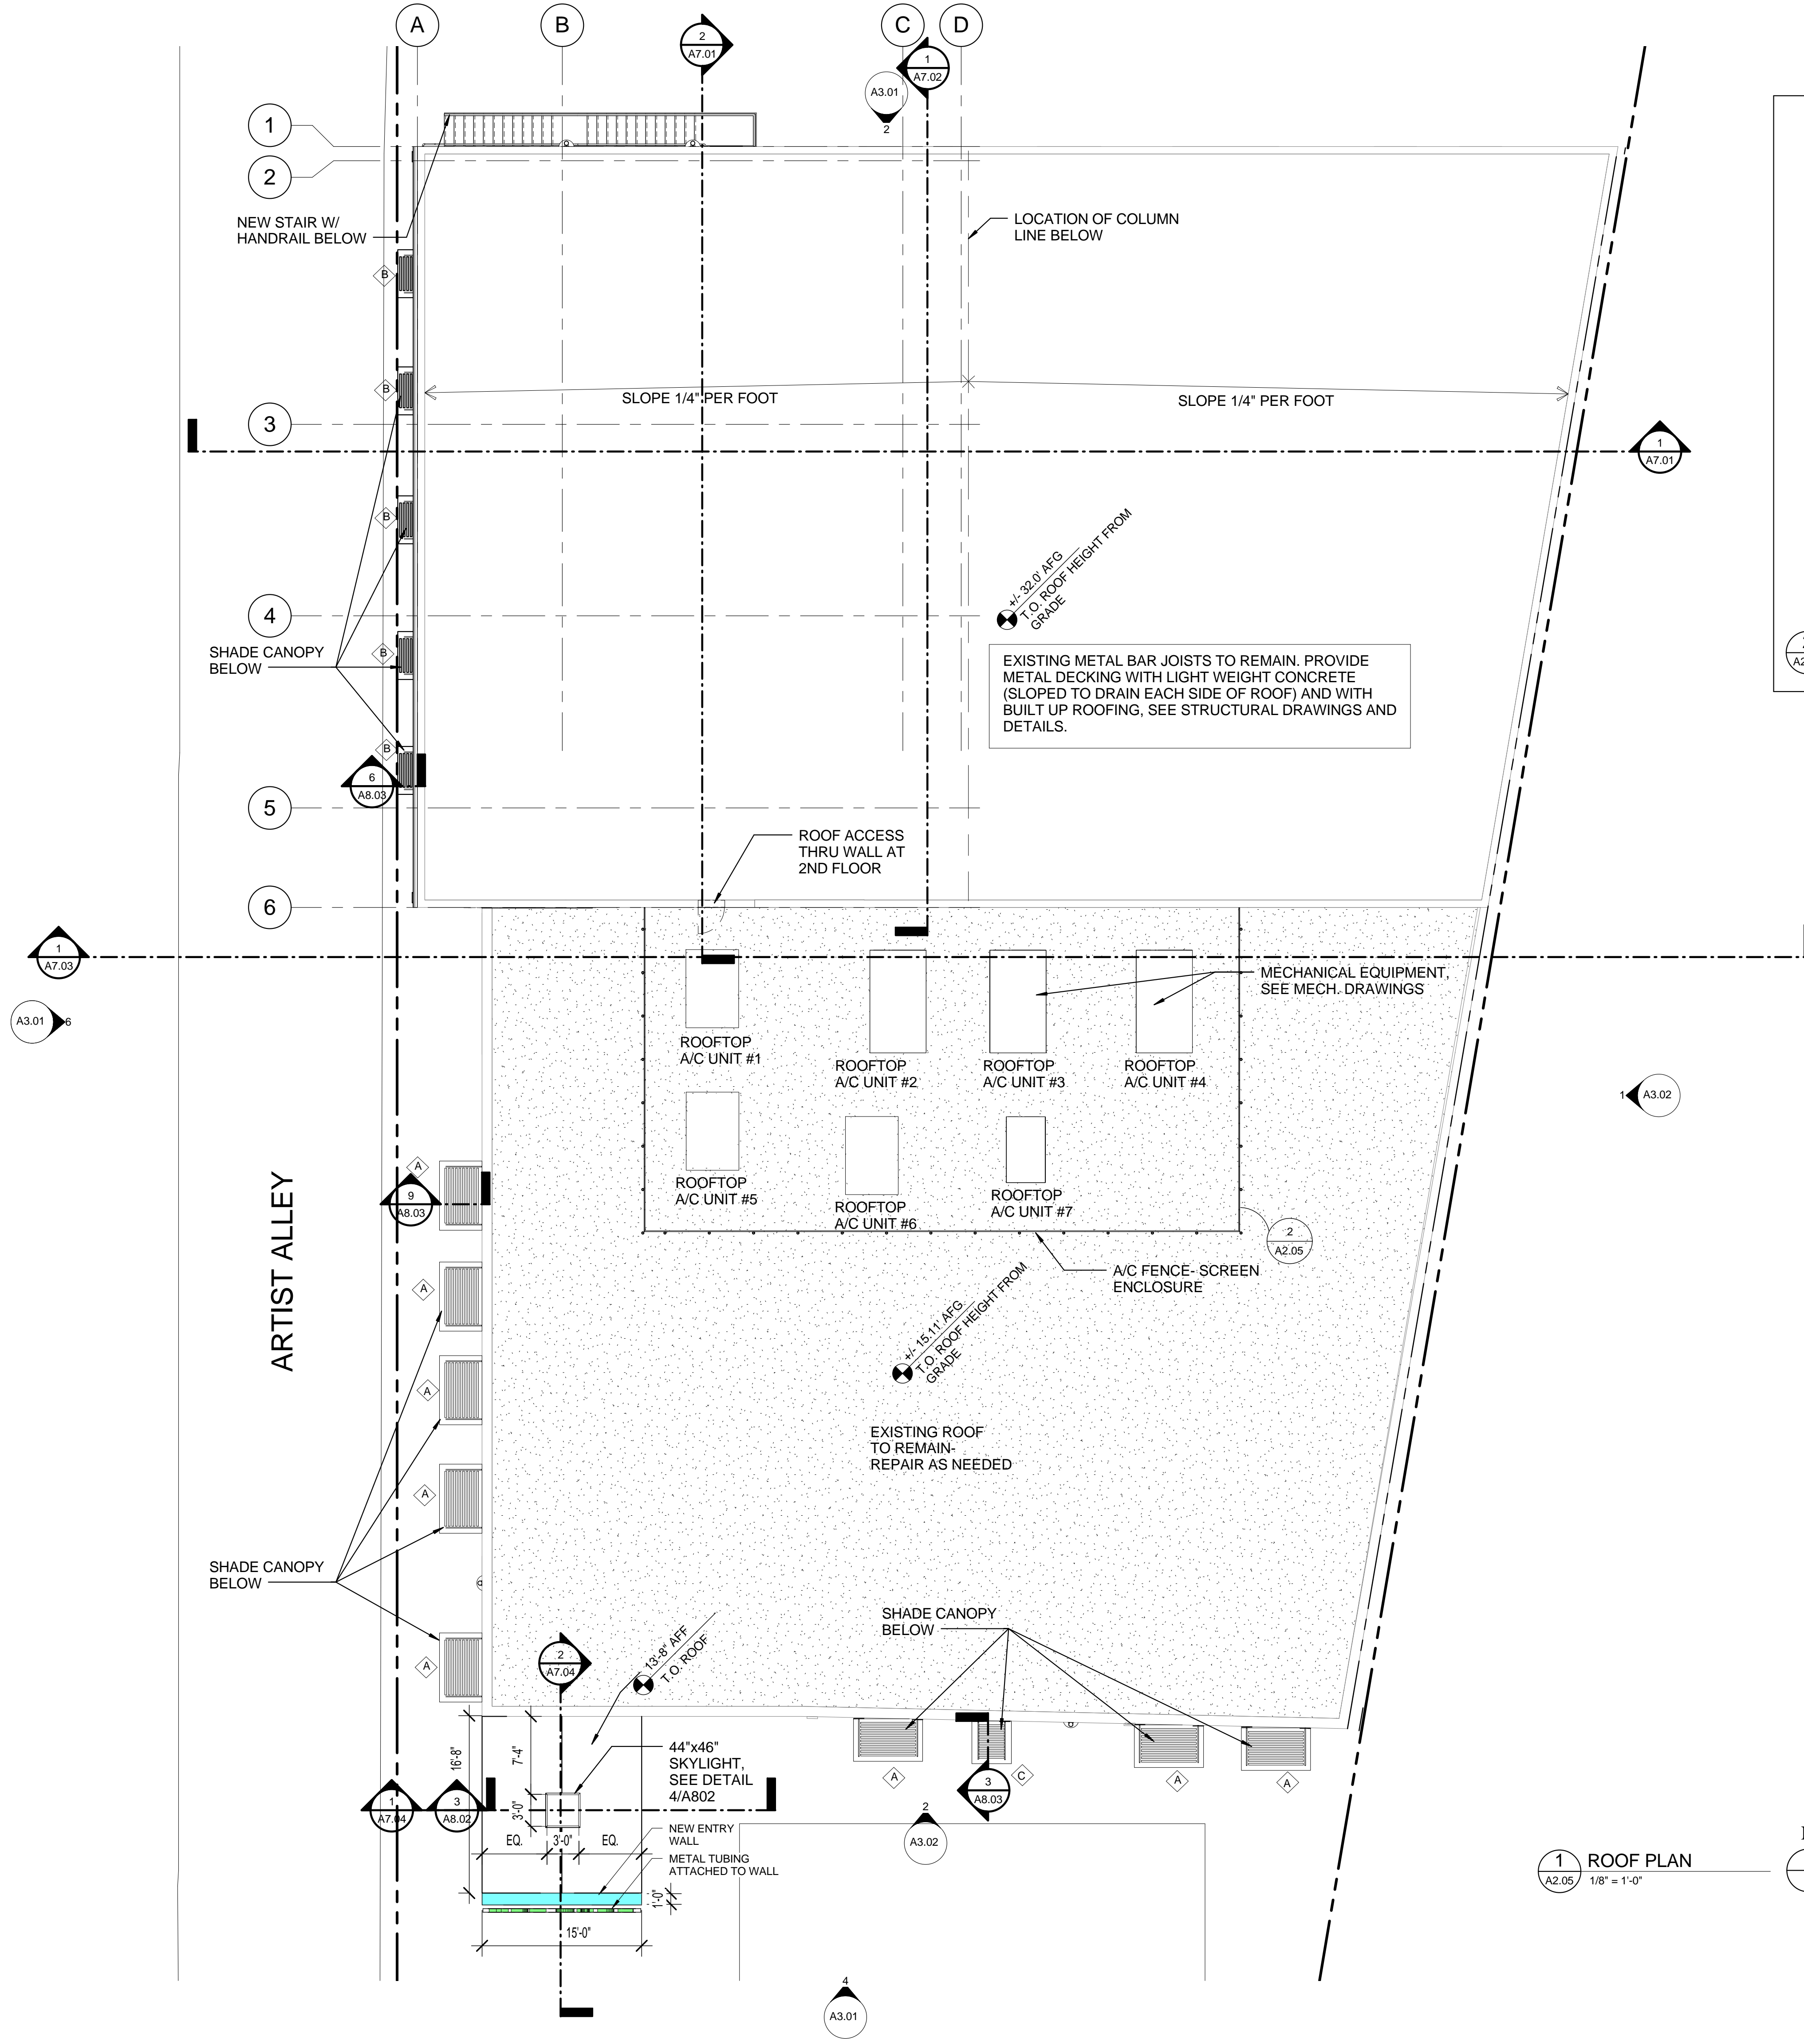 A
B
C
D
2
A7.01
1
A7.02
A3.01
2
1
2
NEW STAIR W/
HANDRAIL BELOW
LOCATION OF COLUMN
LINE BELOW
B
B
SLOPE 1/4" PER FOOT
SLOPE 1/4" PER FOOT
3
1
A7.01
B
+/- 32.0' AFG
T.O. ROOF HEIGHT FROM
GRADE
4
SHADE CANOPY
BELOW
B
EXISTING METAL BAR JOISTS TO REMAIN. PROVIDE
METAL DECKING WITH LIGHT WEIGHT CONCRETE
(SLOPED TO DRAIN EACH SIDE OF ROOF) AND WITH
BUILT UP ROOFING, SEE STRUCTURAL DRAWINGS AND
DETAILS.
B
6
A8.03
5
ROOF ACCESS
THRU WALL AT
2ND FLOOR
6
1
A7.03
A3.01
6
MECHANICAL EQUIPMENT,
SEE MECH. DRAWINGS
ROOFTOP
A/C UNIT #1
ROOFTOP
A/C UNIT #2
ROOFTOP
A/C UNIT #3
ROOFTOP
A/C UNIT #4
1
A3.02
ROOFTOP
A/C UNIT #5
ROOFTOP
A/C UNIT #6
ROOFTOP
A/C UNIT #7
A
9
A8.03
2
A2.05
ARTIST ALLEY
A/C FENCE- SCREEN
ENCLOSURE
A
+/- 15.11' AFG
T.O. ROOF HEIGHT FROM
GRADE
A
EXISTING ROOF
TO REMAIN-
REPAIR AS NEEDED
A
SHADE CANOPY
BELOW
SHADE CANOPY
BELOW
A
2
A7.04
13'-8" AFF
T.O. ROOF
16'-8"
7'-4"
44"x46"
SKYLIGHT,
SEE DETAIL
4/A802
A
C
A
A
3
A8.03
1
A7.04
3
A8.02
3'-0"
EQ.
3'-0"
EQ.
NEW ENTRY
WALL
METAL TUBING
ATTACHED TO WALL
2
A3.02
1'-0"
15'-0"
1
A2.05
ROOF PLAN
1/8" = 1'-0"
4
A3.01